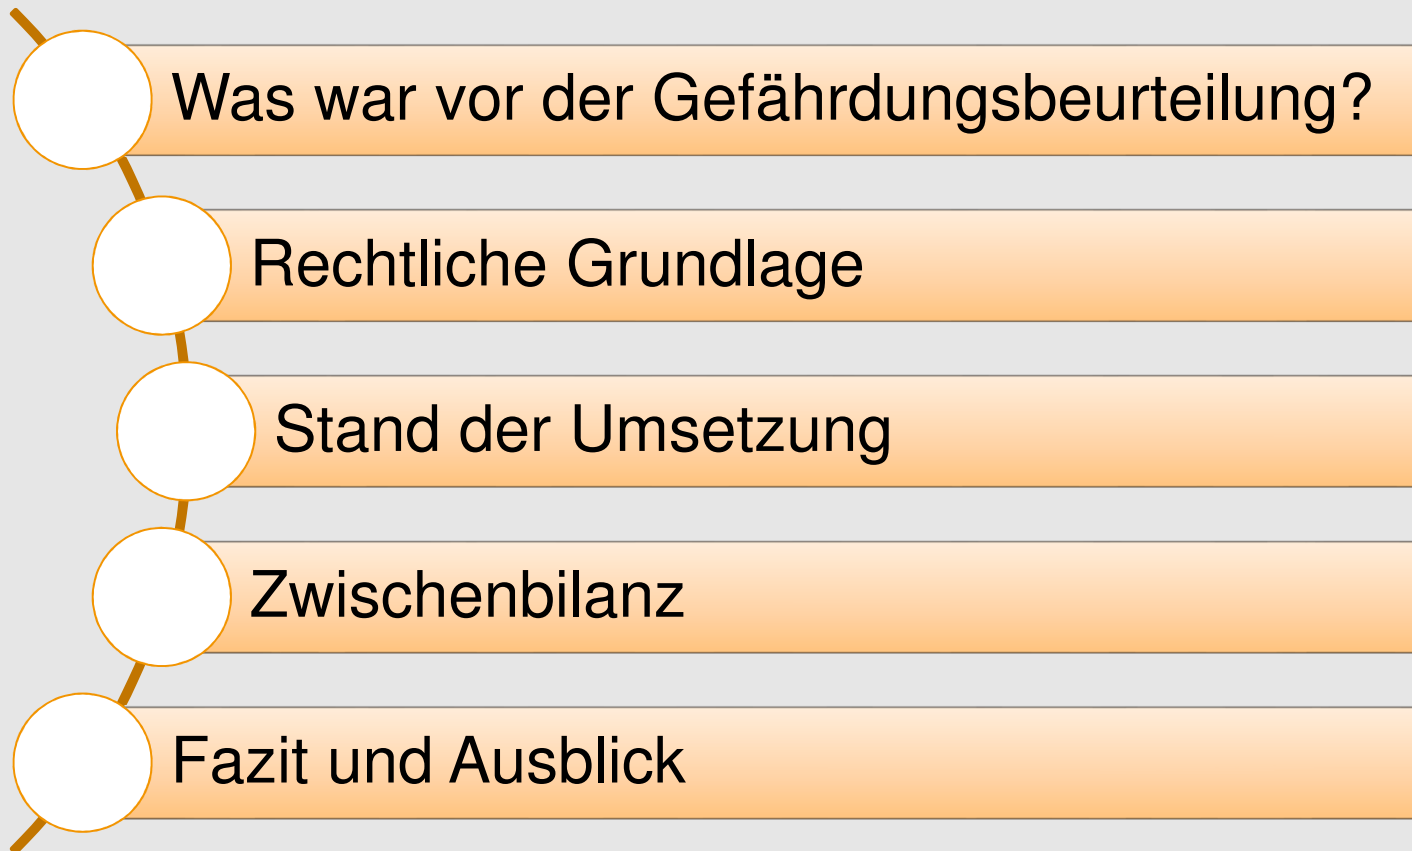 Was war vor der Gefährdungsbeurteilung?
Rechtliche Grundlage
Stand der Umsetzung
Zwischenbilanz
Fazit und Ausblick